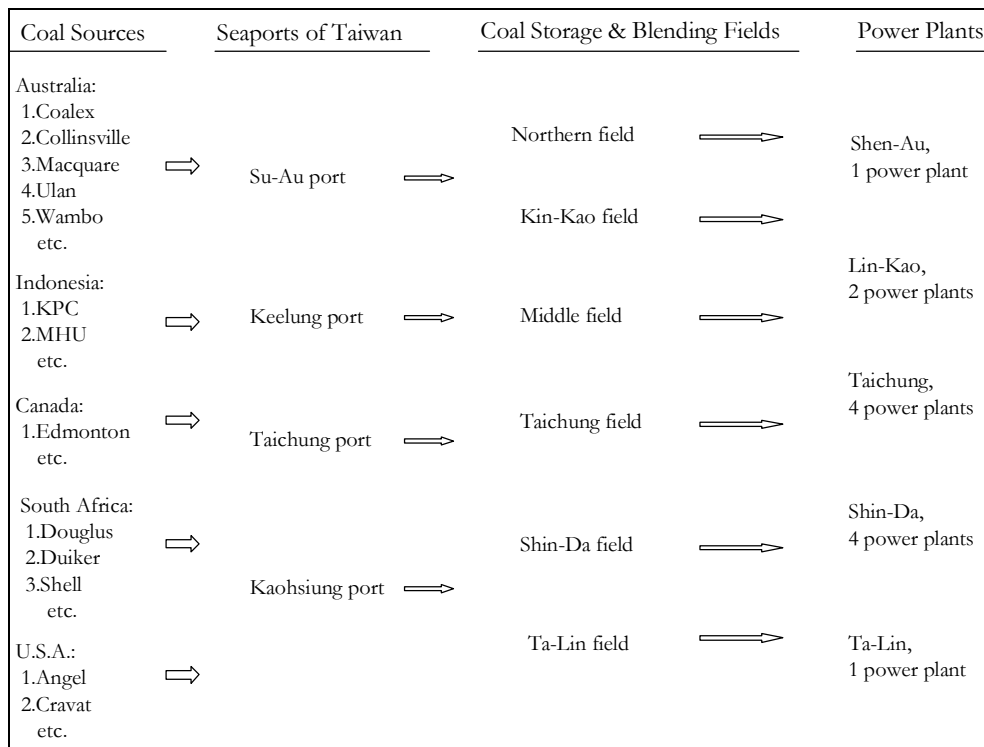 Coal Sources
Seaports of Taiwan
Coal Storage & Blending Fields
Power Plants
Australia:
1.Coalex
2.Collinsville
3.Macquare
4.Ulan
5.Wambo
etc.
Indonesia:
1.KPC
2.MHU
etc.
Canada:
1.Edmonton
etc.
South Africa:
1.Douglus
2.Duiker
3.Shell
etc.
U.S.A.:
1.Angel
2.Cravat
etc.
Su-Au port
Keelung port
Taichung port
Kaohsiung port
Northern field
Kin-Kao field
Middle field
Taichung field
Shin-Da field
Ta-Lin field
Shen-Au,
1 power plant
Lin-Kao,
2 power plants
Taichung,
4 power plants
Shin-Da,
4 power plants
Ta-Lin,
1 power plant